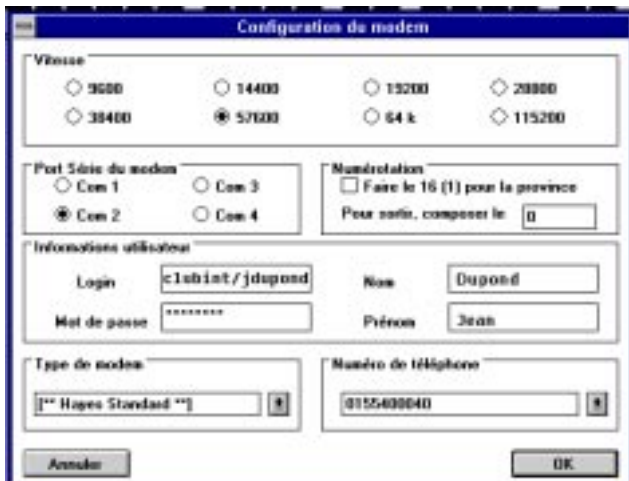 Configuration du modem
Vitesse
9600 14400 19200 28800
38400 57600 64 k 115200
Port Série du modem
Com 1 Com 3
Com 2 Com 4
Numérotation
Faire le 16 (1) pour la province
Pour sortir, composer le 0
Informations utilisateur
Login clubint/jdupond Nom Dupond
Mot de passe ******** Prénom Jean
Type de modem
[** Hayes Standard **]
Numéro de téléphone
0155400040
Annuler OK